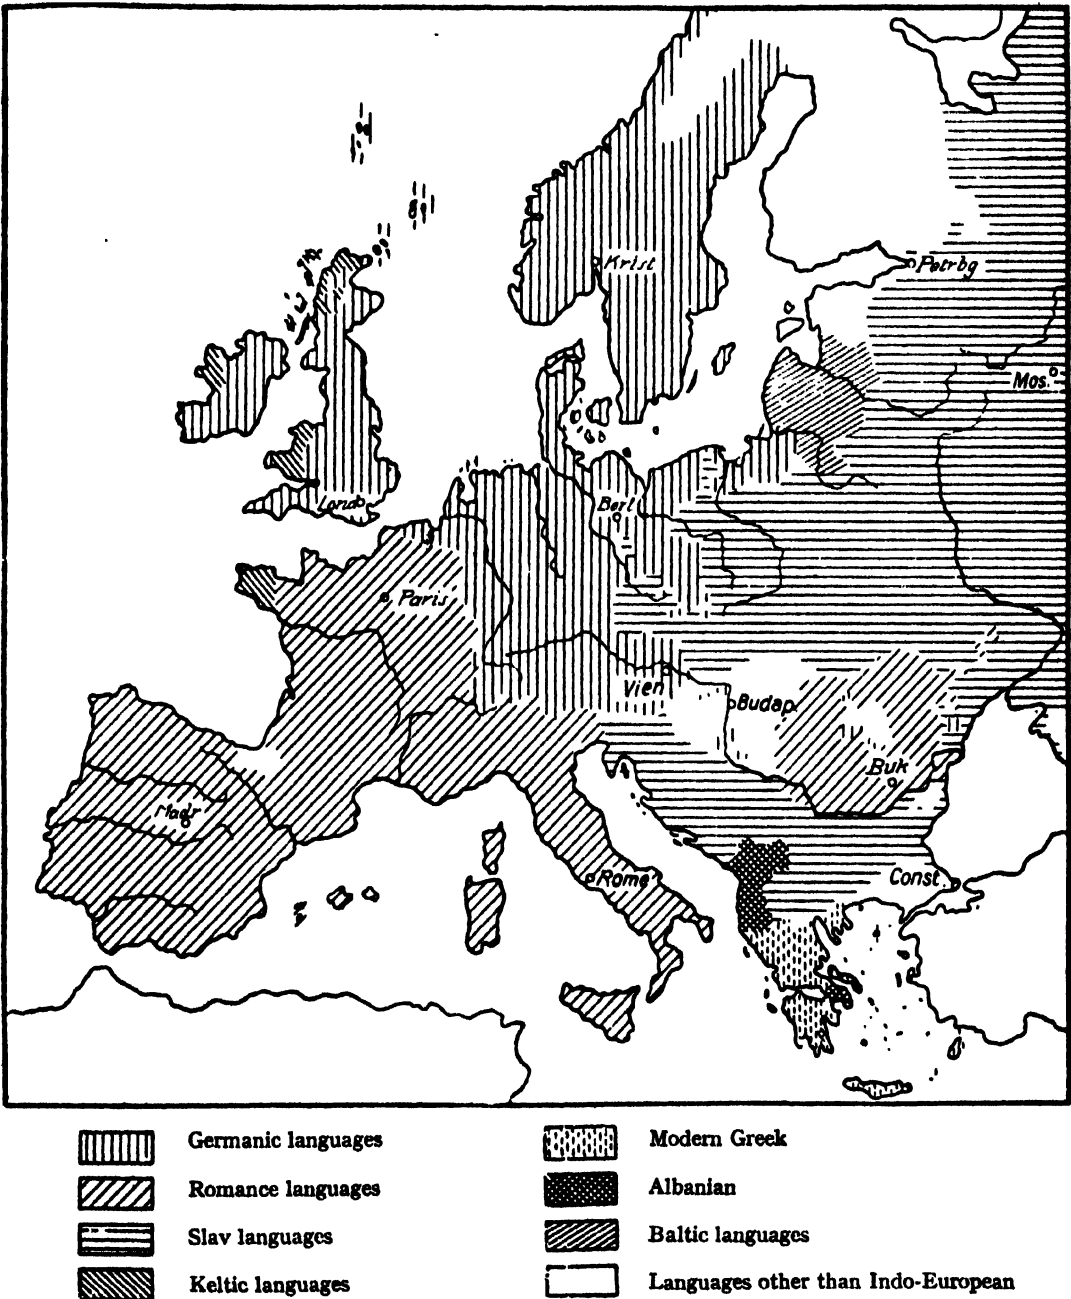 Krist
Petrbg
Mos.
Lond
Berl
Paris
Vien
Budap.
Buk
Madr
Rome
Const.
Germanic languages
Modern Greek
Romance languages
Albanian
Slav languages
Baltic languages
Keltic languages
Languages other than Indo-European